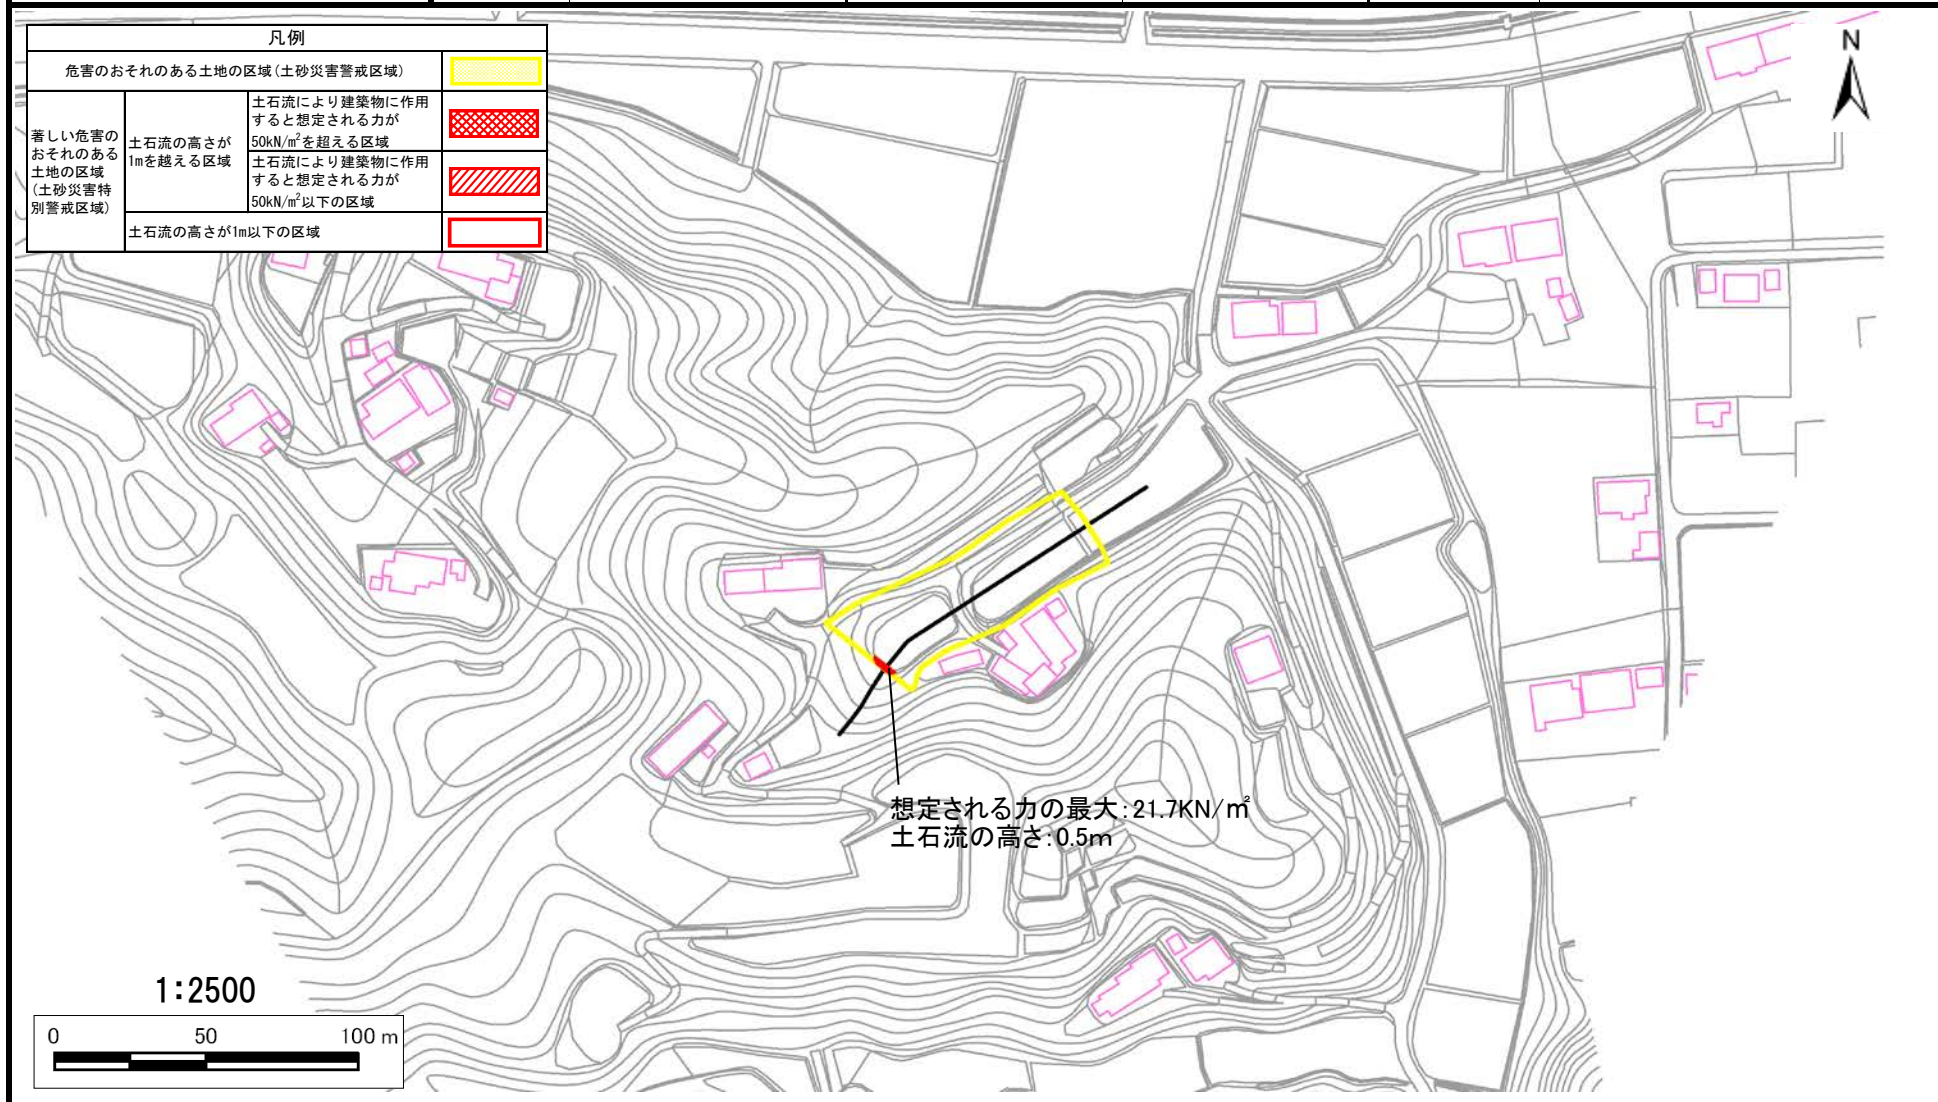 凡例
危害のおそれのある土地の区域(土砂災害警戒区域)
著しい危害の
おそれのある
土地の区域
(土砂災害特
別警戒区域)
土石流の高さが
1mを越える区域
土石流により建築物に作用
すると想定される力が
50kN/m²を超える区域
土石流により建築物に作用
すると想定される力が
50kN/m²以下の区域
土石流の高さが1m以下の区域
N
想定される力の最大:21.7KN/㎡
土石流の高さ:0.5m
1:2500
0 50 100 m